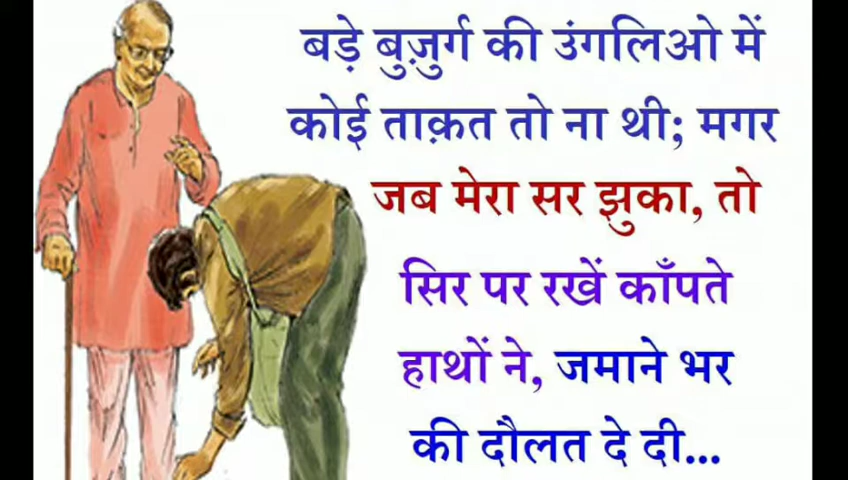 बड़े बुज़ुर्ग की उंगलिओ में
कोई ताक़त तो ना थी; मगर
जब मेरा सर झुका, तो
सिर पर रखें काँपते
हाथों ने, जमाने भर
की दौलत दे दी...